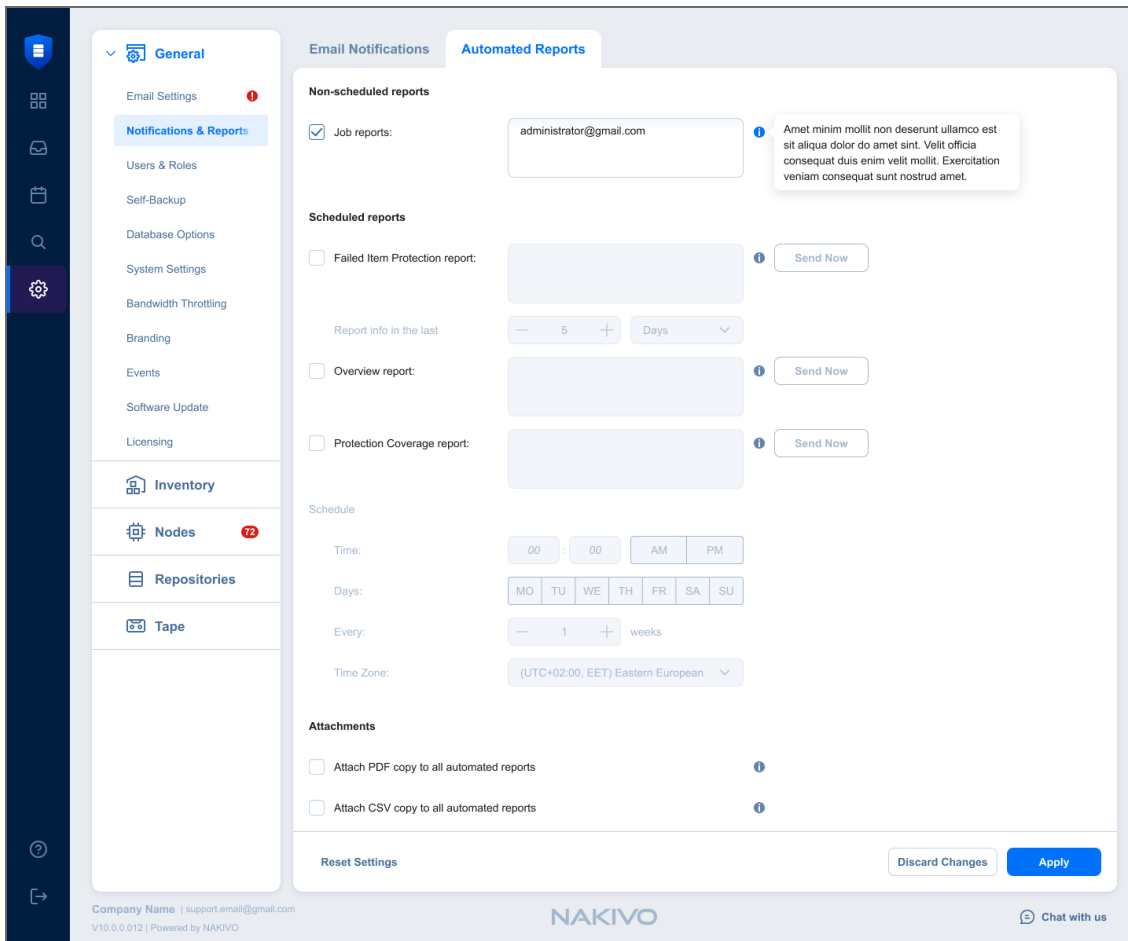 General
Email Settings
!
Notifications & Reports
Users & Roles
Self-Backup
Database Options
System Settings
Bandwidth Throttling
Branding
Events
Software Update
Licensing
Inventory
Nodes
72
Repositories
Tape
Email Notifications
Automated Reports
Non-scheduled reports
Job reports:
administrator@gmail.com
Amet minim mollit non deserunt ullamco est
sit aliqua dolor do amet sint. Velit officia
consequat duis enim velit mollit. Exercitation
veniam consequat sunt nostrud amet.
Scheduled reports
Failed Item Protection report:
Send Now
Report info in the last
5
Days
Overview report:
Send Now
Protection Coverage report:
Send Now
Schedule
Time:
00 : 00 AM PM
Days:
MO TU WE TH FR SA SU
Every:
1
weeks
Time Zone:
(UTC+02:00, EET) Eastern European
Attachments
Attach PDF copy to all automated reports
Attach CSV copy to all automated reports
Reset Settings
Discard Changes
Apply
Company Name | support.email@gmail.com
V10.0.0.012 | Powered by NAKIVO
NAKIVO
Chat with us